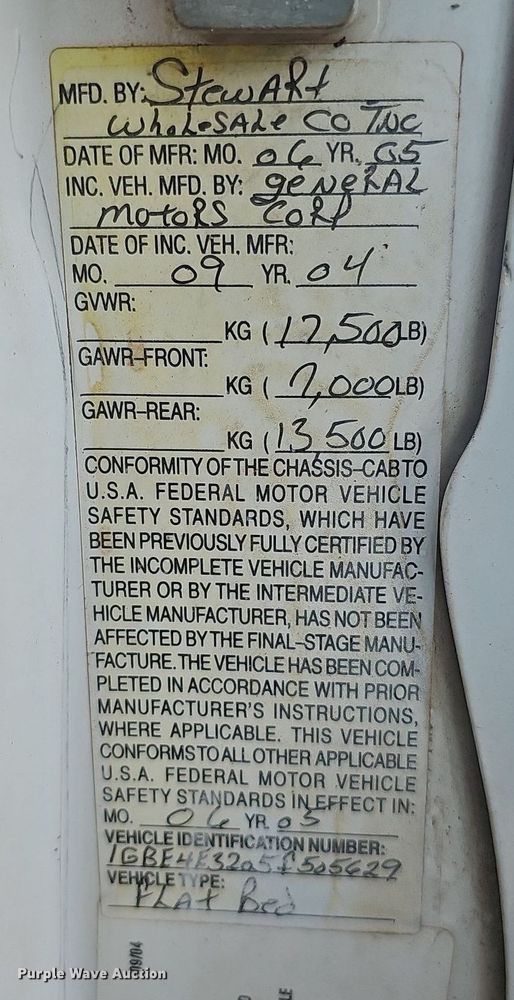 MFD. BY: Stewart
Wholesale Co Inc
DATE OF MFR: MO. 06 YR. 05
INC. VEH. MFD. BY: General
Motors Corp
DATE OF INC. VEH. MFR:
MO. 09 YR. 04
GVWR:
KG (17,500 LB)
GAWR-FRONT:
KG (7,000 LB)
GAWR-REAR:
KG (13,500 LB)
CONFORMITY OF THE CHASSIS-CAB TO
U.S.A. FEDERAL MOTOR VEHICLE
SAFETY STANDARDS, WHICH HAVE
BEEN PREVIOUSLY FULLY CERTIFIED BY
THE INCOMPLETE VEHICLE MANUFAC-
TURER OR BY THE INTERMEDIATE VE-
HICLE MANUFACTURER, HAS NOT BEEN
AFFECTED BY THE FINAL-STAGE MANU-
FACTURE. THE VEHICLE HAS BEEN COM-
PLETED IN ACCORDANCE WITH PRIOR
MANUFACTURER'S INSTRUCTIONS,
WHERE APPLICABLE. THIS VEHICLE
CONFORMS TO ALL OTHER APPLICABLE
U.S.A. FEDERAL MOTOR VEHICLE
SAFETY STANDARDS IN EFFECT IN:
MO. 06 YR 05
VEHICLE IDENTIFICATION NUMBER:
1GBE4E3205F505629
VEHICLE TYPE:
Flat Bed
09/04
Purple Wave Auction